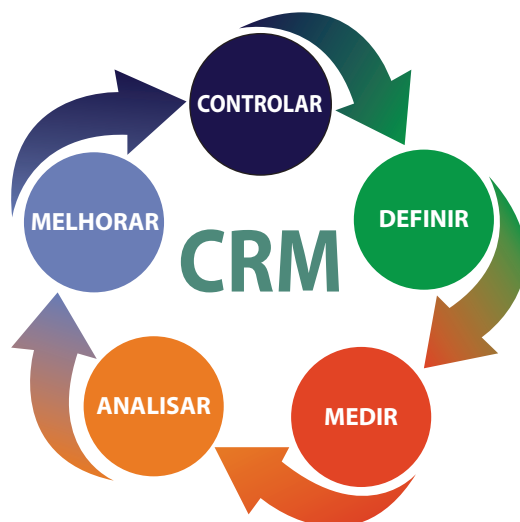 CONTROLAR
MELHORAR
DEFINIR
CRM
ANALISAR
MEDIR